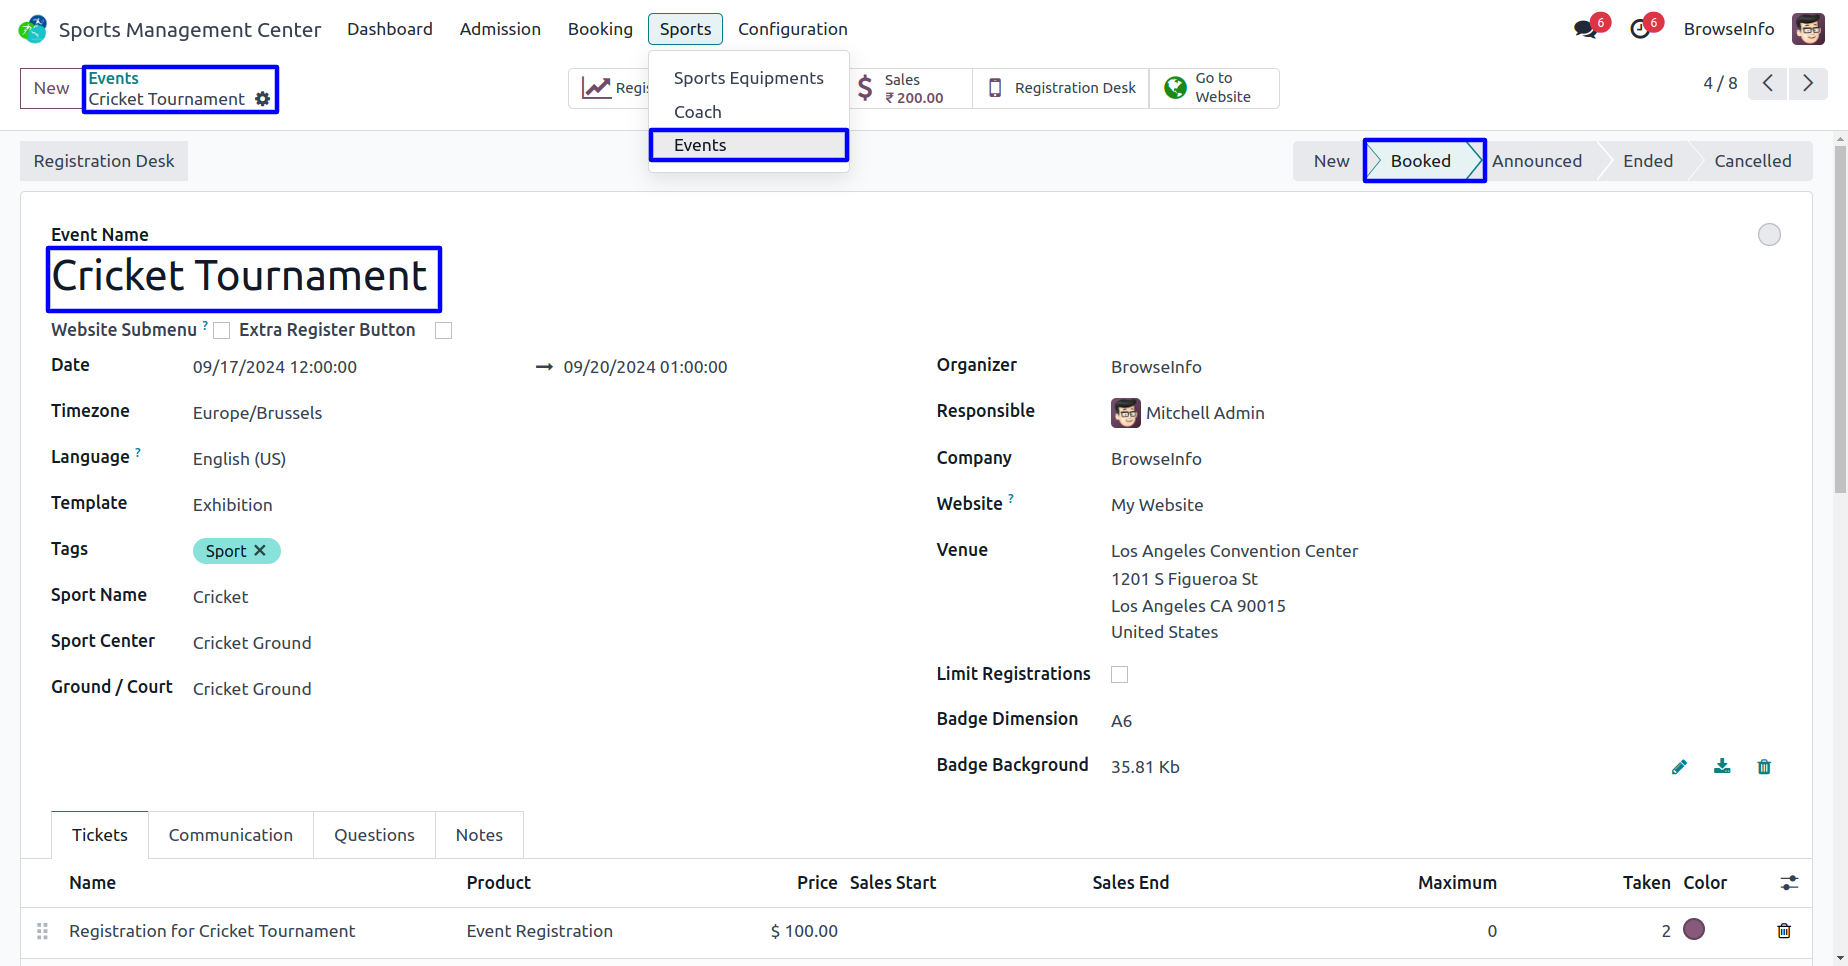 Sports Management Center Dashboard Admission Booking Sports Configuration 6 6 BrowseInfo
New Events
Cricket Tournament
Sports Equipments
Coach
Events
Regis
Sales
₹ 200.00
Registration Desk
Go to
Website
4 / 8
Registration Desk
New Booked Announced Ended Cancelled
Event Name
Cricket Tournament
Website Submenu ? Extra Register Button
Date 09/17/2024 12:00:00 → 09/20/2024 01:00:00
Timezone Europe/Brussels
Language ? English (US)
Template Exhibition
Tags Sport ✕
Sport Name Cricket
Sport Center Cricket Ground
Ground / Court Cricket Ground
Organizer BrowseInfo
Responsible Mitchell Admin
Company BrowseInfo
Website ? My Website
Venue Los Angeles Convention Center
1201 S Figueroa St
Los Angeles CA 90015
United States
Limit Registrations
Badge Dimension A6
Badge Background 35.81 Kb
Tickets Communication Questions Notes
Name Product Price Sales Start Sales End Maximum Taken Color
Registration for Cricket Tournament Event Registration $ 100.00 0 2